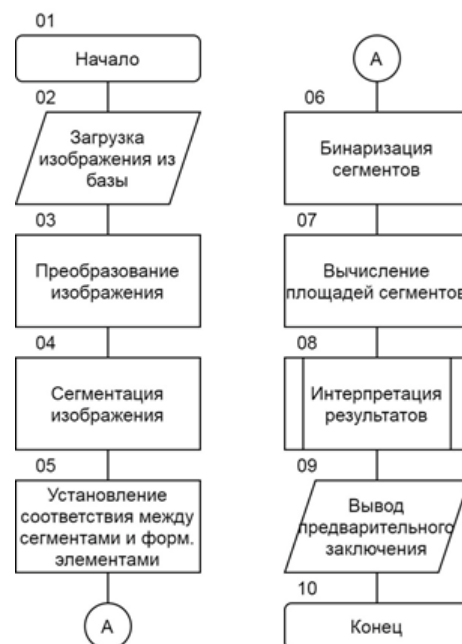 01
Начало
02
Загрузка
изображения из
базы
03
Преобразование
изображения
04
Сегментация
изображения
05
Установление
соответствия между
сегментами и форм.
элементами
А
А
06
Бинаризация
сегментов
07
Вычисление
площадей сегментов
08
Интерпретация
результатов
09
Вывод
предварительного
заключения
10
Конец